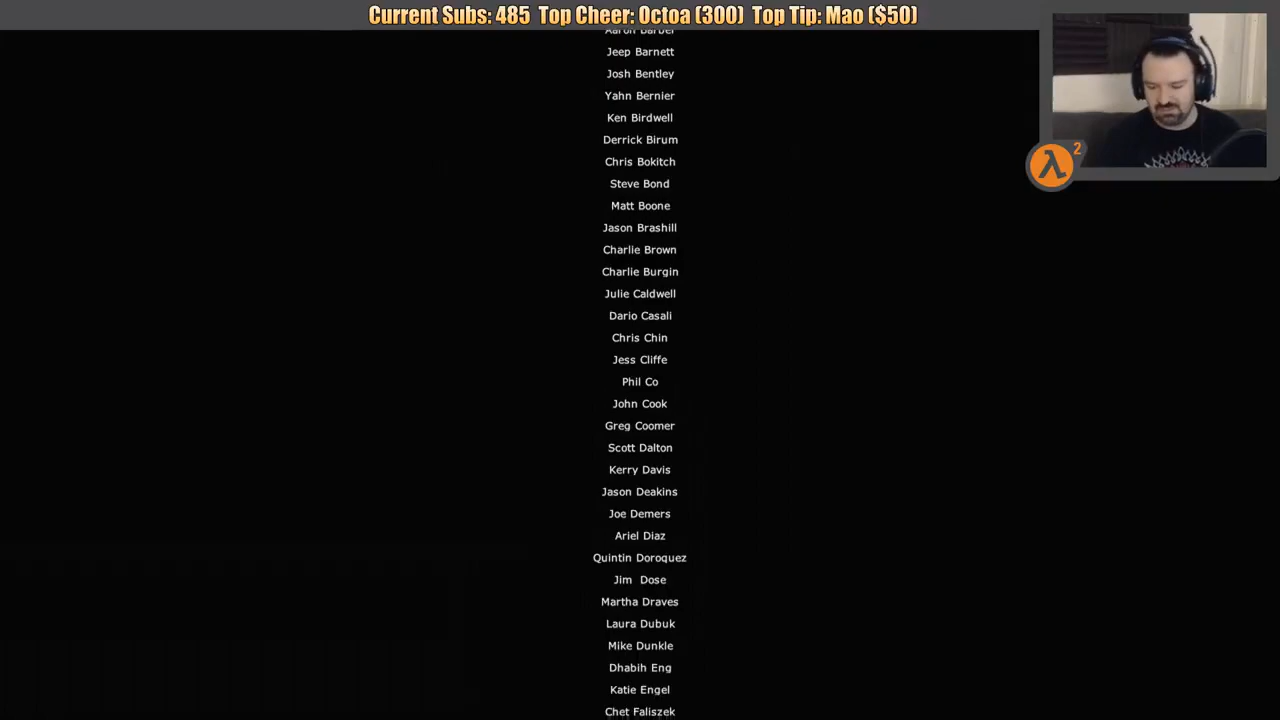 Current Subs: 485 Top Cheer: Octoa (300) Top Tip: Mao ($50)
Aaron Barber
Jeep Barnett
Josh Bentley
Yahn Bernier
Ken Birdwell
Derrick Birum
Chris Bokitch
Steve Bond
Matt Boone
Jason Brashill
Charlie Brown
Charlie Burgin
Julie Caldwell
Dario Casali
Chris Chin
Jess Cliffe
Phil Co
John Cook
Greg Coomer
Scott Dalton
Kerry Davis
Jason Deakins
Joe Demers
Ariel Diaz
Quintin Doroquez
Jim  Dose
Martha Draves
Laura Dubuk
Mike Dunkle
Dhabih Eng
Katie Engel
Chet Faliszek
λ2